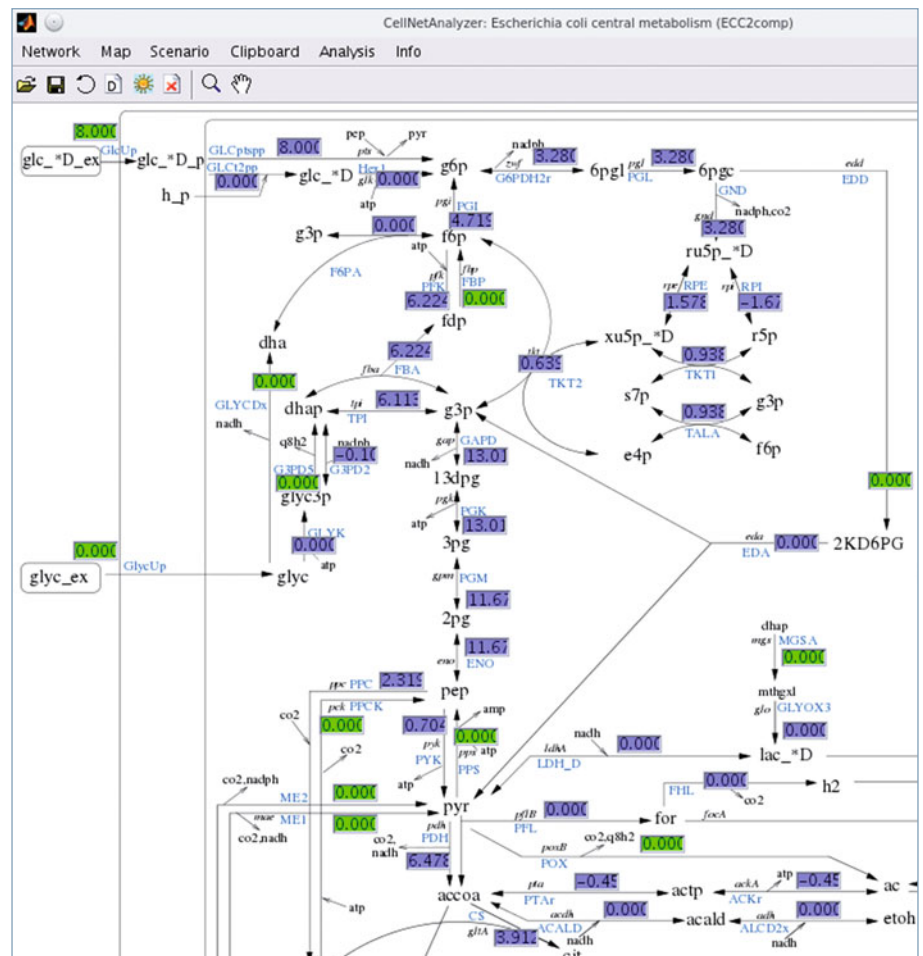 CellNetAnalyzer: Escherichia coli central metabolism (ECC2comp)
Network Map Scenario Clipboard Analysis Info
8.000
GlcUp
glc_*D_ex
glc_*D_p
GLCptspp
8.000
pep
pyr
pts
g6p
GLCt2pp
0.000
h_p
glc_*D
glk
0.000
atp
nadph
zwf
3.280
G6PDH2r
6pgl
pgl
3.280
PGL
6pgc
edd
EDD
GND
gnd
nadph,co2
3.280
pgi
PGI
4.719
g3p
0.000
f6p
F6PA
atp
pfk
PFK
6.224
fbp
FBP
0.000
ru5p_*D
rpe
RPE
1.578
rpi
RPI
-1.67
fdp
dha
fba
6.224
FBA
xu5p_*D
r5p
tkt
0.639
TKT2
0.938
TKT1
s7p
g3p
0.938
TALA
e4p
f6p
0.000
GLYCDx
nadh
dhap
tpi
6.113
TPI
g3p
q8h2
nadph
-0.10
G3PD5
G3PD2
0.000
glyc3p
gap
GAPD
nadh
13.01
13dpg
pgk
PGK
atp
13.01
3pg
0.000
GLYK
0.000
atp
0.000
GlycUp
glyc_ex
glyc
eda
EDA
0.000
2KD6PG
gpm
PGM
11.67
2pg
11.67
eno
ENO
dhap
mgs
MGSA
0.000
mthgxl
glo
GLYOX3
0.000
lac_*D
ppc
PPC
2.319
pep
pck
PPCK
0.000
co2
co2
0.704
pyk
PYK
atp
amp
0.000
pps
atp
PPS
nadh
ldhA
0.000
LDH_D
co2,nadph
ME2
0.000
mae
ME1
0.000
co2,nadh
pyr
pflB
0.000
PFL
for
FHL
0.000
co2
h2
focA
pdh
PDH
co2,
nadh
6.478
poxB
POX
co2,q8h2
0.000
accoa
pta
-0.45
PTAr
actp
atp
ackA
-0.45
ACKr
ac
atp
CS
gltA
3.912
cit
acdh
ACALD
0.000
nadh
acald
adh
0.000
ALCD2x
nadh
etoh